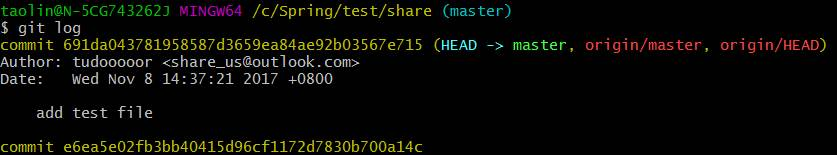 taolin@N-5CG743262J MINGW64 /c/Spring/test/share (master)
$ git log
commit 691da043781958587d3659ea84ae92b03567e715 (HEAD -> master, origin/master, origin/HEAD)
Author: tudooooor <share_us@outlook.com>
Date:   Wed Nov 8 14:37:21 2017 +0800
    add test file
commit e6ea5e02fb3bb40415d96cf1172d7830b700a14c